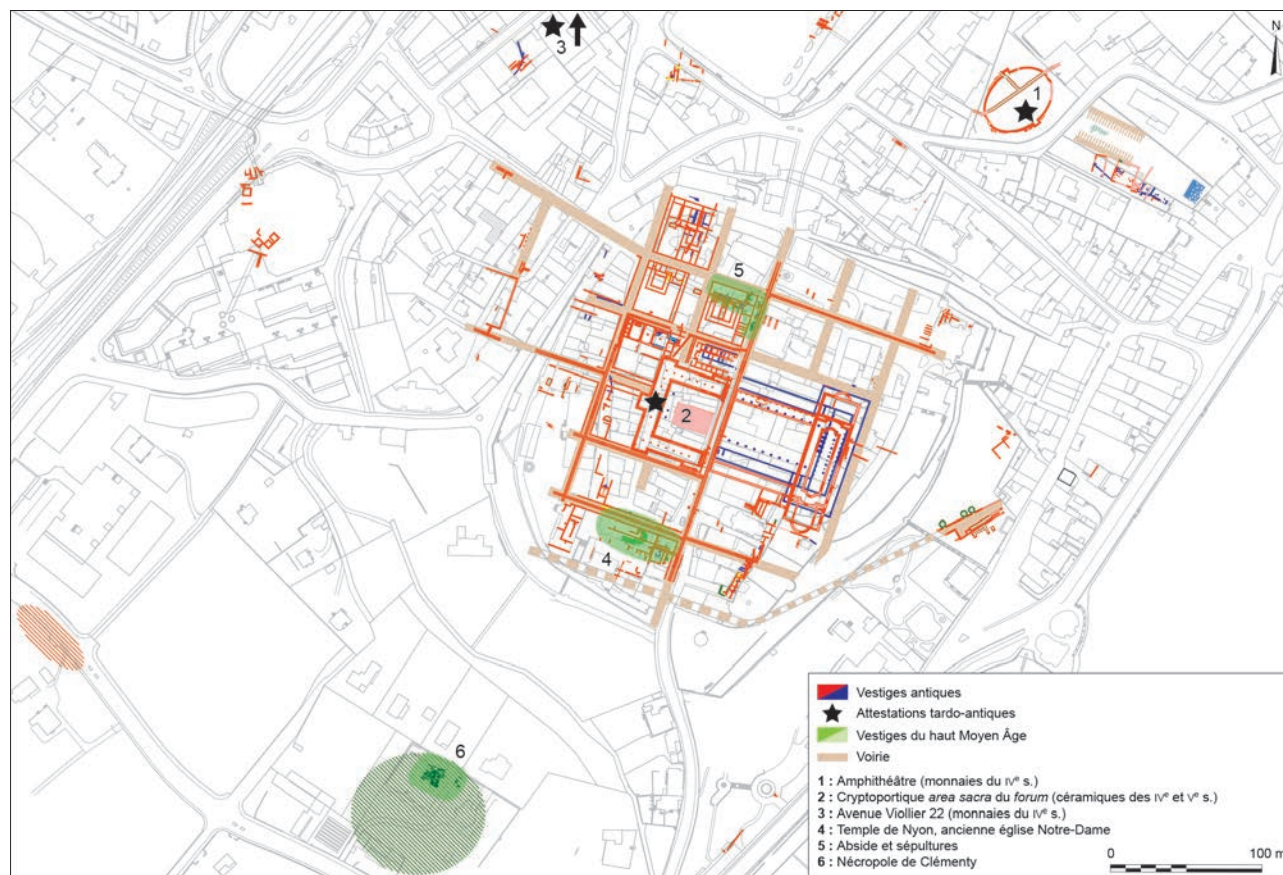 3
N
1
5
2
4
6
Vestiges antiques
Attestations tardo-antiques
Vestiges du haut Moyen Âge
Voirie
1 : Amphithéâtre (monnaies du IVe s.)
2 : Cryptoportique area sacra du forum (céramiques des IVe et Ve s.)
3 : Avenue Viollier 22 (monnaies du IVe s.)
4 : Temple de Nyon, ancienne église Notre-Dame
5 : Abside et sépultures
6 : Nécropole de Clémenty
0 100 m